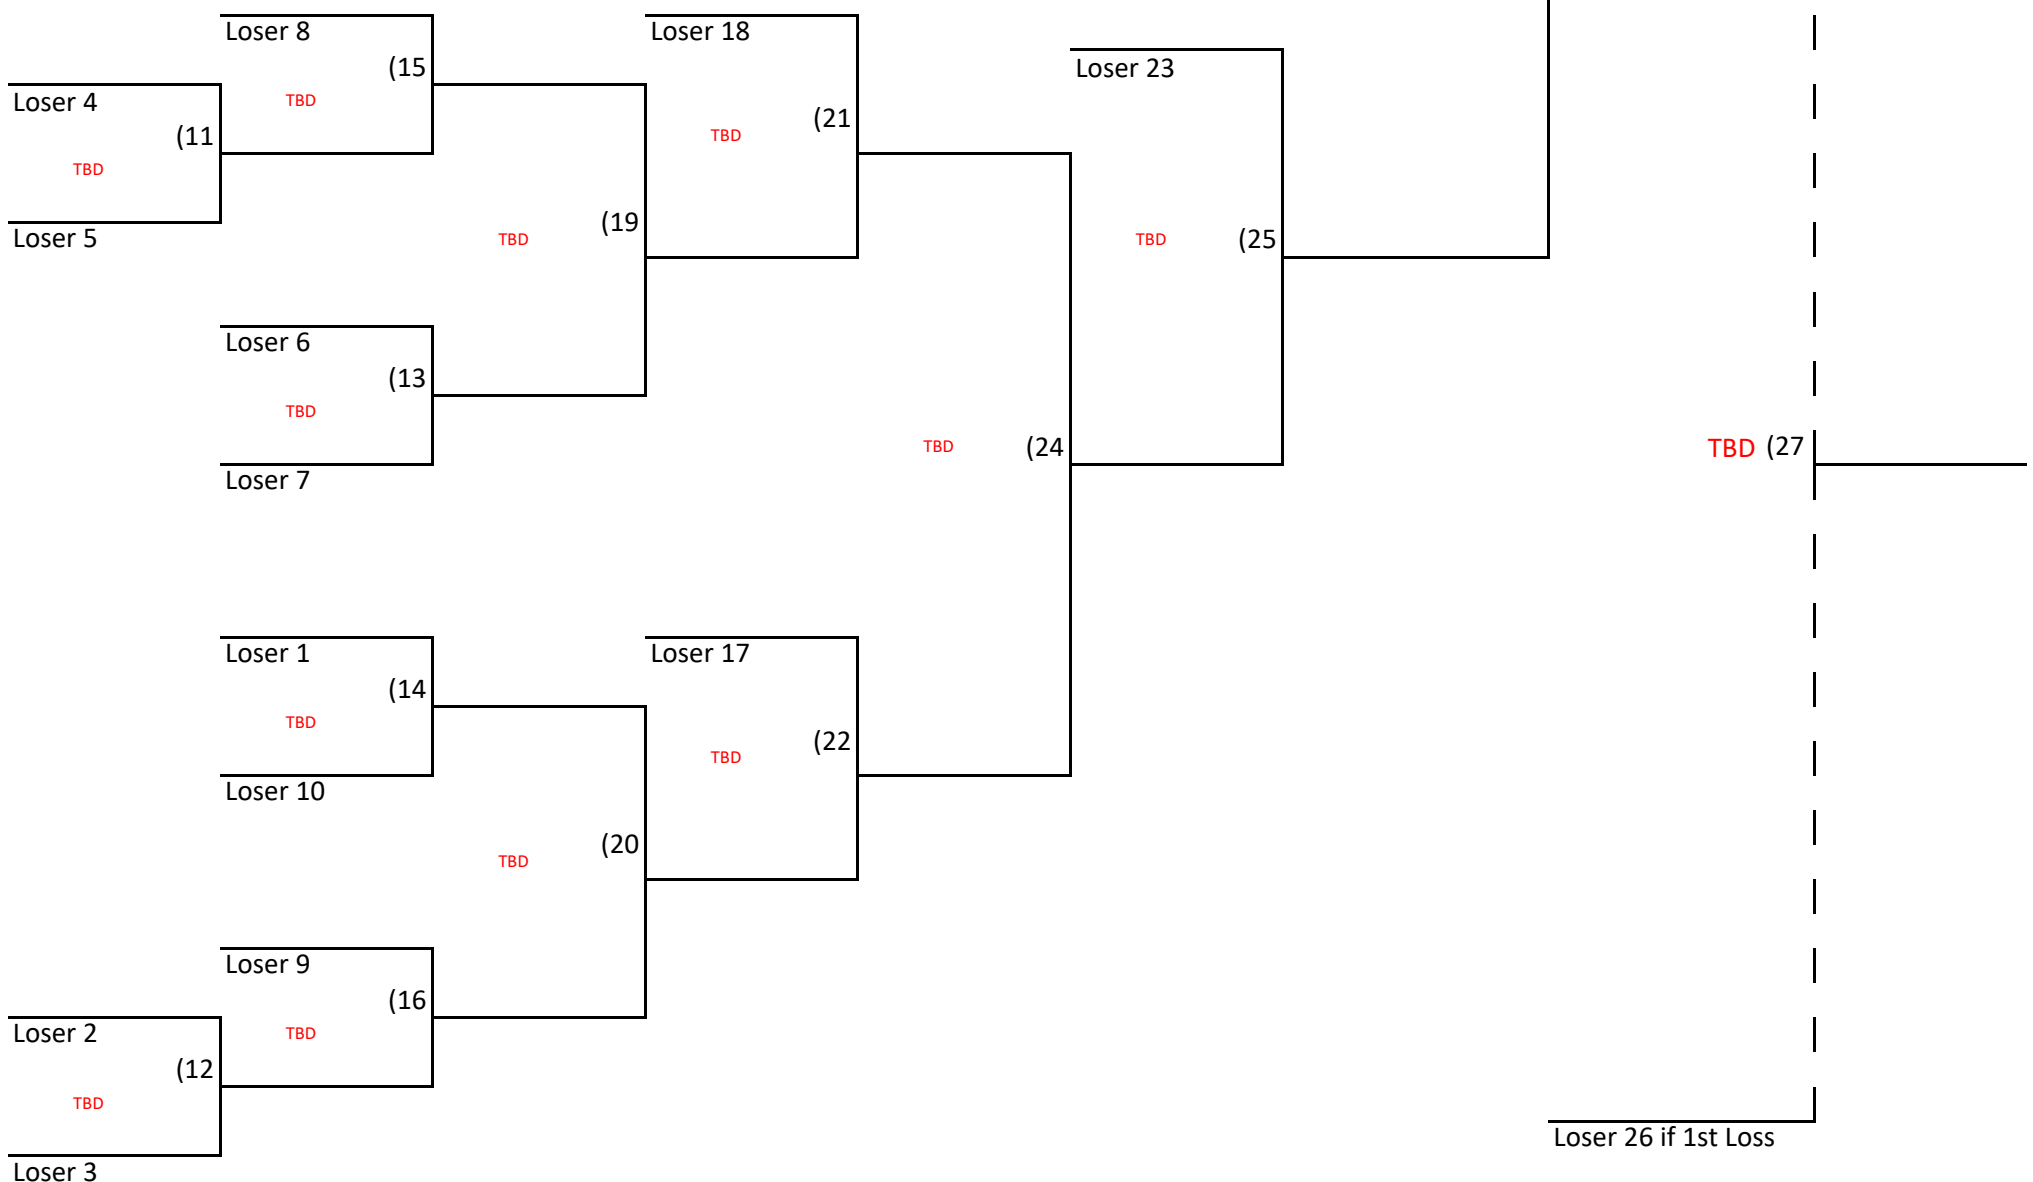 Loser 8
(15
TBD
Loser 4
(11
TBD
Loser 5
Loser 18
(21
TBD
(19
TBD
Loser 6
(13
TBD
Loser 7
Loser 23
TBD
(25
TBD
(24
TBD (27
Loser 1
(14
TBD
Loser 10
Loser 17
(22
TBD
(20
TBD
Loser 9
(16
TBD
Loser 2
(12
TBD
Loser 3
Loser 26 if 1st Loss